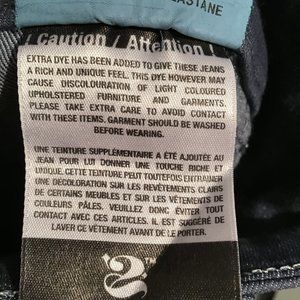 ELASTANE
/ caution / Attention /
EXTRA DYE HAS BEEN ADDED TO GIVE THESE JEANS
A RICH AND UNIQUE FEEL. THIS DYE HOWEVER MAY
CAUSE DISCOLOURATION OF LIGHT COLOURED
UPHOLSTERED FURNITURE AND GARMENTS.
PLEASE TAKE EXTRA CARE TO AVOID CONTACT
WITH THESE ITEMS. GARMENT SHOULD BE WASHED
BEFORE WEARING.
UNE TEINTURE SUPPLÉMENTAIRE A ÉTÉ AJOUTÉE AU
JEAN POUR LUI DONNER UNE TOUCHE RICHE ET
UNIQUE. CETTE TEINTURE PEUT TOUTEFOIS ENTRAÎNER
UNE DÉCOLORATION SUR LES REVÊTEMENTS CLAIRS
DE CERTAINS MEUBLES ET SUR LES VÊTEMENTS DE
COULEURS PÂLES. VEUILLEZ DONC ÉVITER TOUT
CONTACT AVEC CES ARTICLES. IL EST SUGGÉRÉ DE
LAVER CE VÊTEMENT AVANT DE LE PORTER.